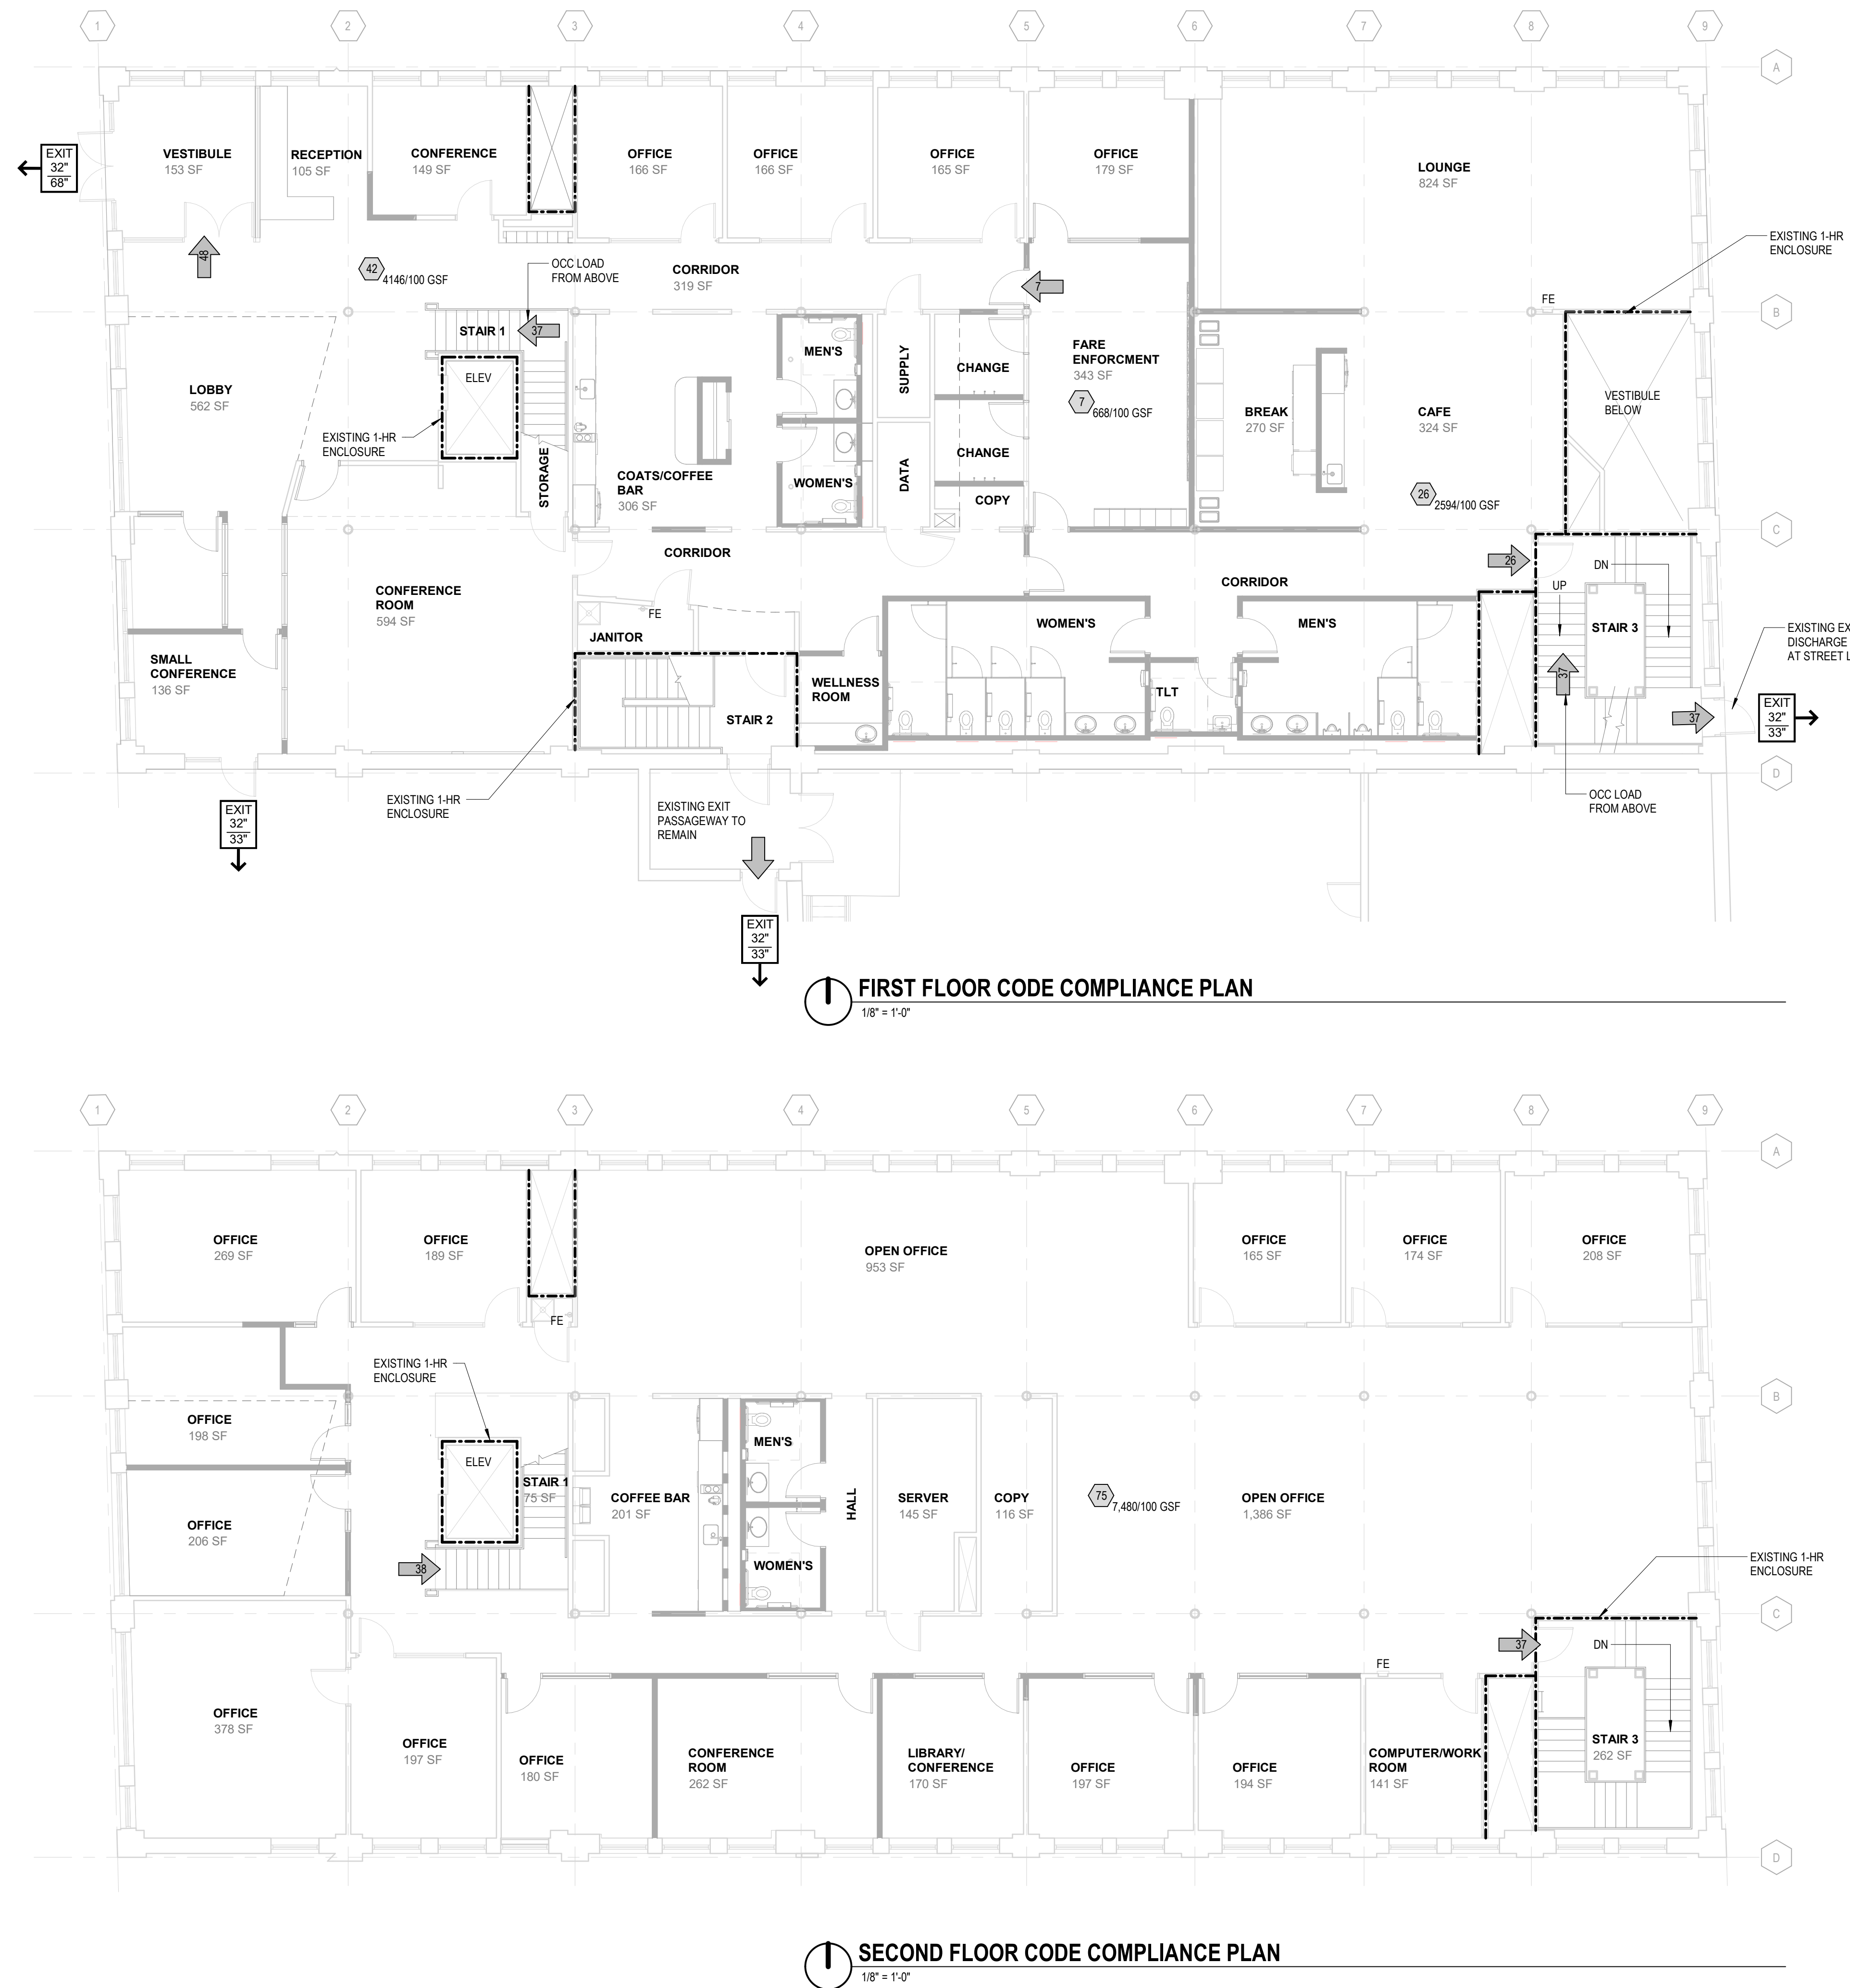 1
2
3
4
5
6
7
8
9
A
VESTIBULE
153 SF
RECEPTION
105 SF
CONFERENCE
149 SF
OFFICE
166 SF
OFFICE
166 SF
OFFICE
165 SF
OFFICE
179 SF
LOUNGE
824 SF
EXIT
32"
68"
48
42
4146/100 GSF
OCC LOAD
FROM ABOVE
CORRIDOR
319 SF
7
EXISTING 1-HR
ENCLOSURE
FE
B
STAIR 1
37
ELEV
MEN'S
SUPPLY
CHANGE
FARE
ENFORCMENT
343 SF
7
668/100 GSF
LOBBY
562 SF
BREAK
270 SF
CAFE
324 SF
VESTIBULE
BELOW
EXISTING 1-HR
ENCLOSURE
STORAGE
COATS/COFFEE
BAR
306 SF
WOMEN'S
DATA
CHANGE
COPY
26
2594/100 GSF
C
CORRIDOR
26
DN
UP
CORRIDOR
CONFERENCE
ROOM
594 SF
FE
JANITOR
WOMEN'S
MEN'S
STAIR 3
EXISTING EX
DISCHARGE
AT STREET L
SMALL
CONFERENCE
136 SF
WELLNESS
ROOM
TLT
37
STAIR 2
37
EXIT
32"
33"
D
EXIT
32"
33"
EXISTING 1-HR
ENCLOSURE
EXISTING EXIT
PASSAGEWAY TO
REMAIN
OCC LOAD
FROM ABOVE
EXIT
32"
33"
FIRST FLOOR CODE COMPLIANCE PLAN
1/8" = 1'-0"
1
2
3
4
5
6
7
8
9
A
OFFICE
269 SF
OFFICE
189 SF
OPEN OFFICE
953 SF
OFFICE
165 SF
OFFICE
174 SF
OFFICE
208 SF
FE
EXISTING 1-HR
ENCLOSURE
B
OFFICE
198 SF
MEN'S
ELEV
STAIR 1
75 SF
COFFEE BAR
201 SF
HALL
SERVER
145 SF
COPY
116 SF
75
7,480/100 GSF
OPEN OFFICE
1,386 SF
OFFICE
206 SF
WOMEN'S
38
EXISTING 1-HR
ENCLOSURE
C
37
DN
FE
OFFICE
378 SF
OFFICE
197 SF
OFFICE
180 SF
CONFERENCE
ROOM
262 SF
LIBRARY/
CONFERENCE
170 SF
OFFICE
197 SF
OFFICE
194 SF
COMPUTER/WORK
ROOM
141 SF
STAIR 3
262 SF
D
SECOND FLOOR CODE COMPLIANCE PLAN
1/8" = 1'-0"